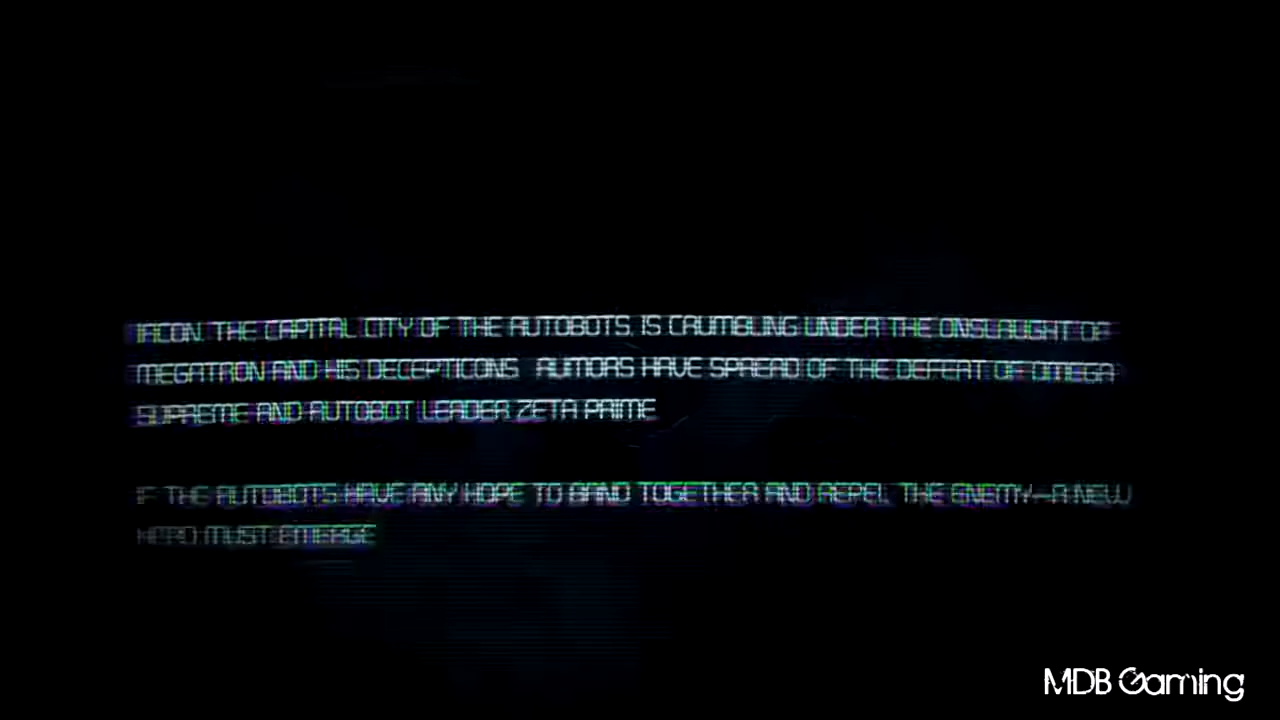 IACON, THE CAPITAL CITY OF THE AUTOBOTS, IS CRUMBLING UNDER THE ONSLAUGHT OF
MEGATRON AND HIS DECEPTICONS. RUMORS HAVE SPREAD OF THE DEFEAT OF OMEGA
SUPREME AND AUTOBOT LEADER ZETA PRIME
IF THE AUTOBOTS HAVE ANY HOPE TO BAND TOGETHER AND REPEL THE ENEMY—A NEW
HERO MUST EMERGE
MDB Gaming